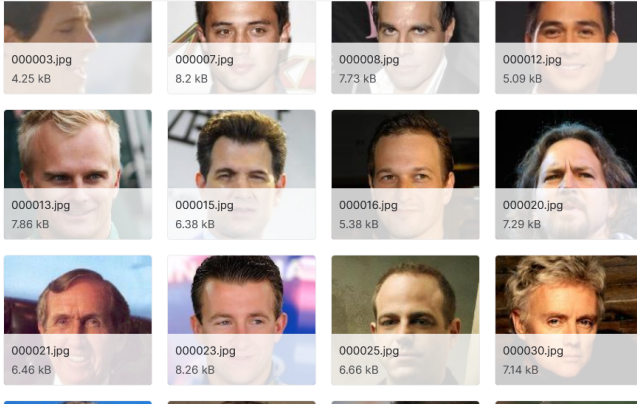 000003.jpg
4.25 kB
000007.jpg
8.2 kB
000008.jpg
7.73 kB
000012.jpg
5.09 kB
000013.jpg
7.86 kB
000015.jpg
6.38 kB
000016.jpg
5.38 kB
000020.jpg
7.29 kB
000021.jpg
6.46 kB
000023.jpg
8.26 kB
000025.jpg
6.66 kB
000030.jpg
7.14 kB